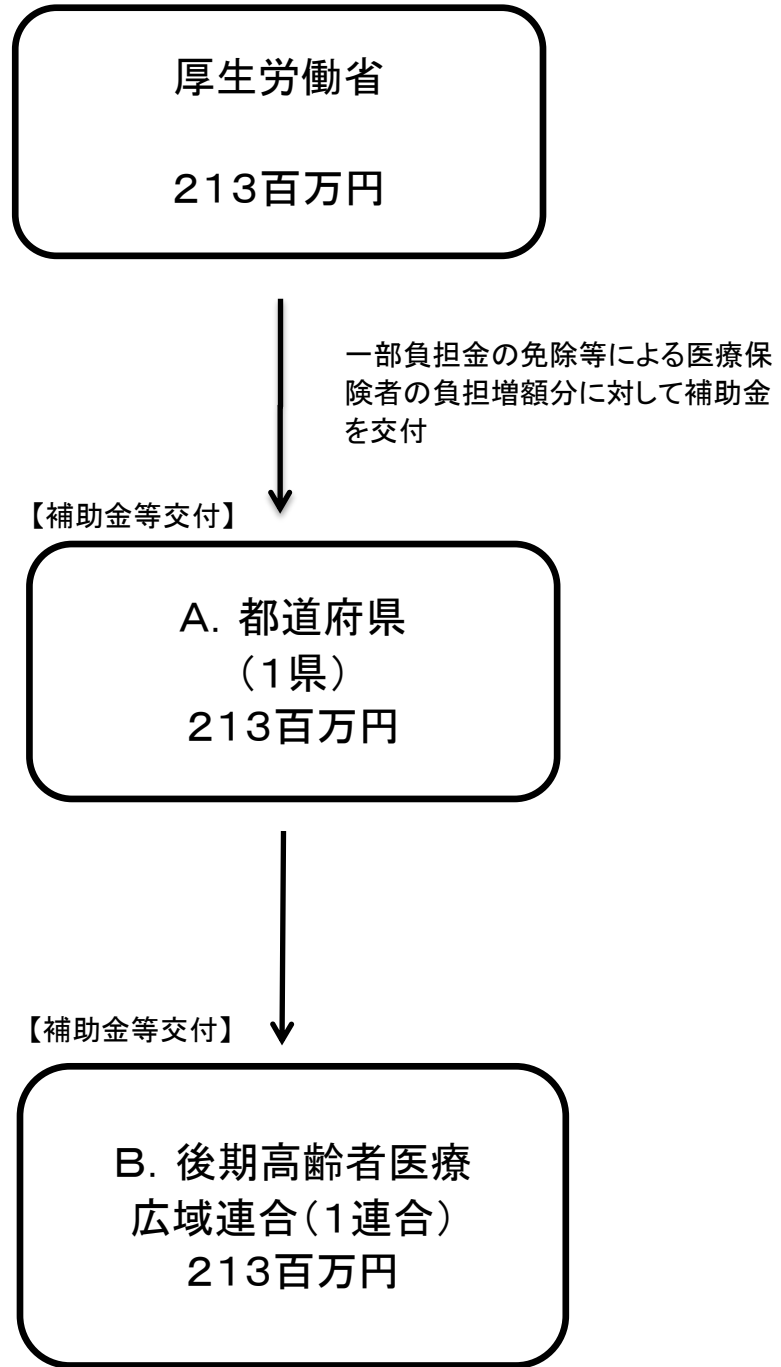 厚生労働省
213百万円
一部負担金の免除等による医療保
険者の負担増額分に対して補助金
を交付
【補助金等交付】
A. 都道府県
(1県)
213百万円
【補助金等交付】
B. 後期高齢者医療
広域連合(1連合)
213百万円